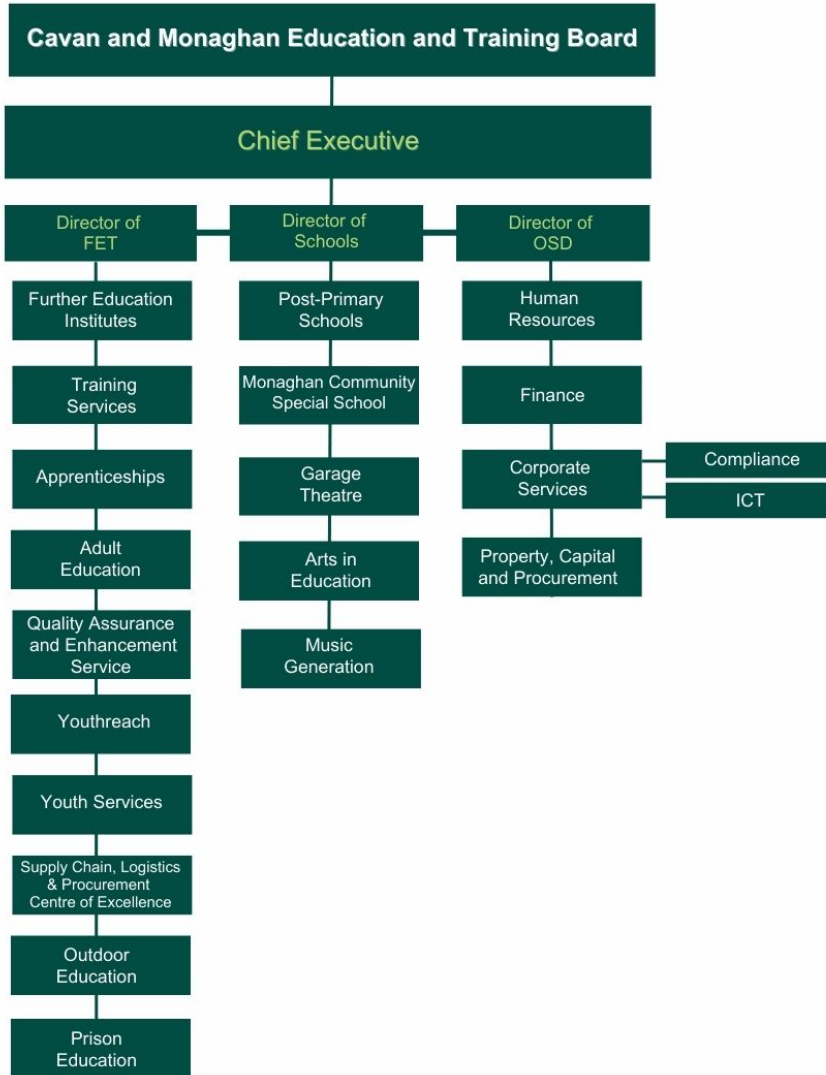 Cavan and Monaghan Education and Training Board
Chief Executive
Director of
FET
Director of
Schools
Director of
OSD
Further Education
Institutes
Training
Services
Apprenticeships
Adult
Education
Quality Assurance
and Enhancement
Service
Youthreach
Youth Services
Supply Chain, Logistics
& Procurement
Centre of Excellence
Outdoor
Education
Prison
Education
Post-Primary
Schools
Monaghan Community
Special School
Garage
Theatre
Arts in
Education
Music
Generation
Human
Resources
Finance
Corporate
Services
Compliance
ICT
Property, Capital
and Procurement